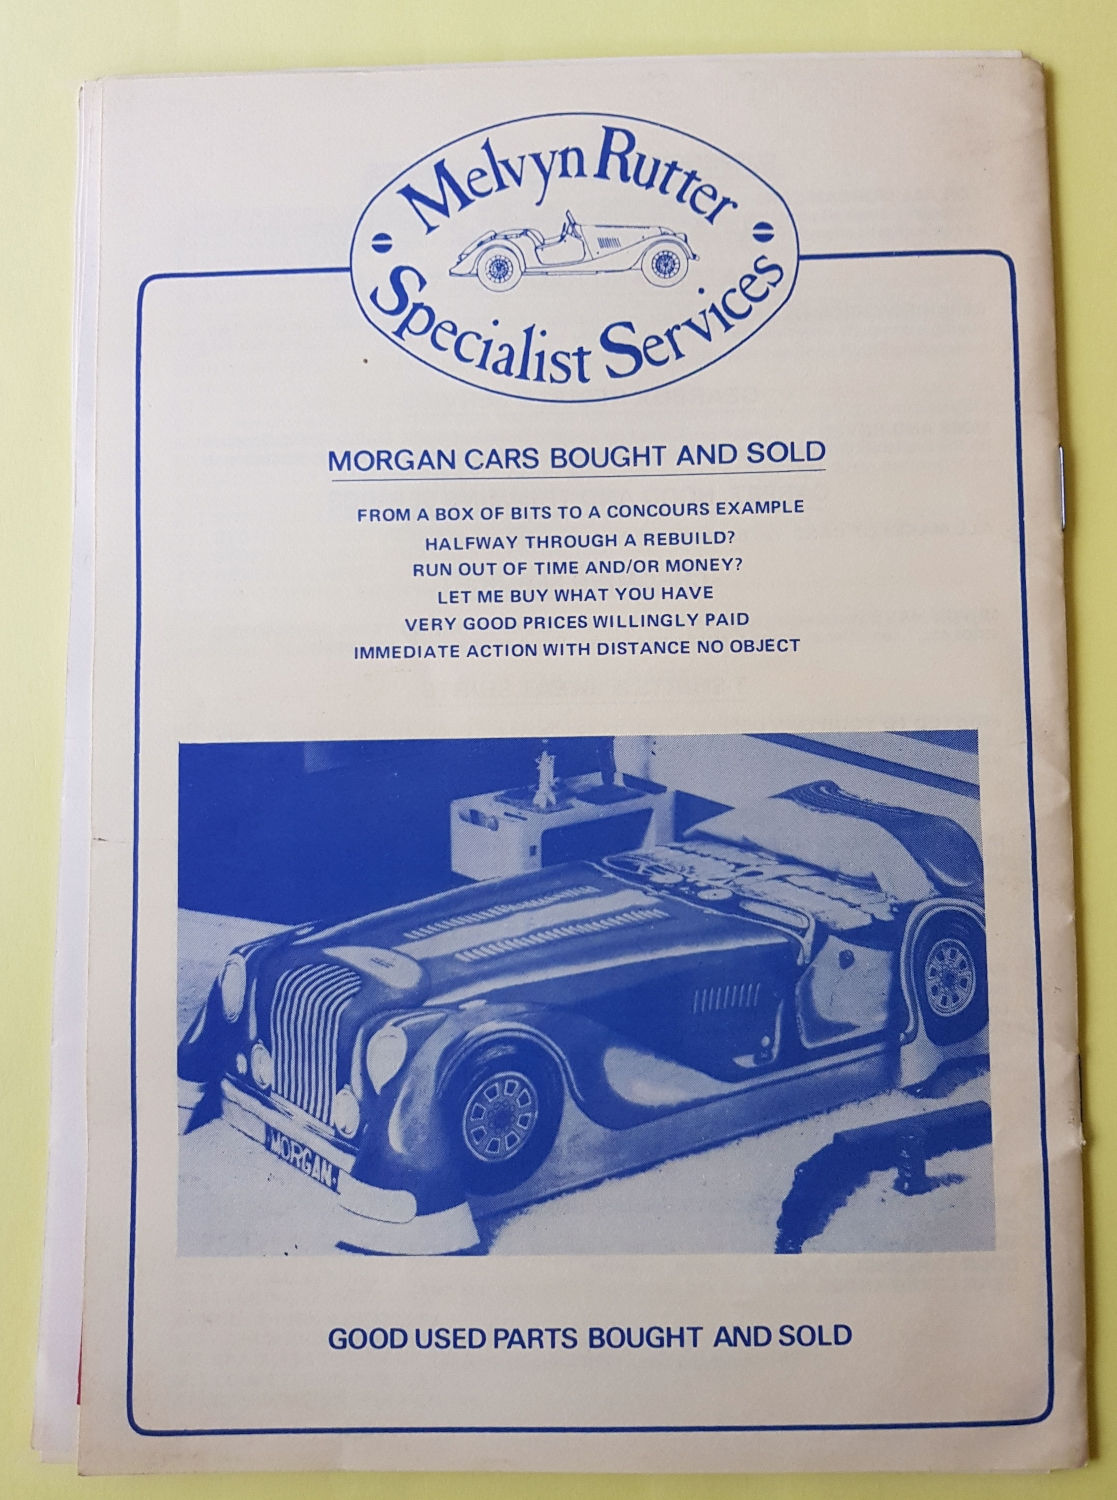 Melvyn Rutter
Specialist Services
MORGAN CARS BOUGHT AND SOLD
FROM A BOX OF BITS TO A CONCOURS EXAMPLE
HALFWAY THROUGH A REBUILD?
RUN OUT OF TIME AND/OR MONEY?
LET ME BUY WHAT YOU HAVE
VERY GOOD PRICES WILLINGLY PAID
IMMEDIATE ACTION WITH DISTANCE NO OBJECT
MORGAN
GOOD USED PARTS BOUGHT AND SOLD